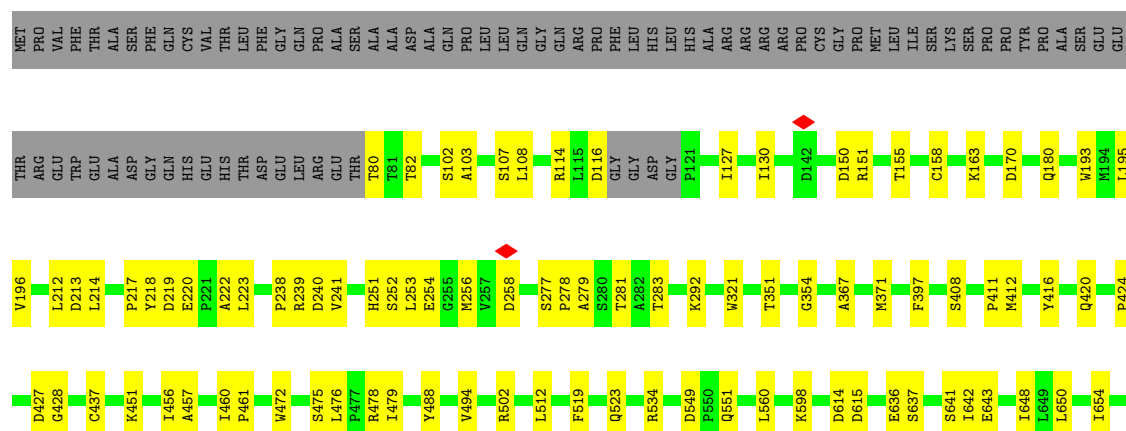 MET PRO VAL PHE THR ALA SER PHE GLN CYS VAL THR LEU PHE GLY GLN PRO ALA SER ALA ALA ASP ALA GLN PRO LEU LEU GLN GLY GLN ARG PRO PHE LEU HIS LEU HIS ALA ARG ARG ARG ARG PRO CYS GLY PRO MET LEU ILE SER LYS SER PRO PRO TYR PRO ALA SER GLU GLU
THR ARG GLU TRP GLU ALA ASP GLY GLN HIS GLU HIS THR ASP GLU LEU ARG GLU THR T80 T81 T82 S102 A103 S107 L108 R114 L115 D116 GLY GLY ASP GLY P121 I127 I130 D142 D150 R151 T155 C158 K163 D170 Q180 W193 M194 L195
V196 L212 D213 L214 P217 Y218 D219 E220 P221 A222 L223 P238 R239 D240 V241 H251 S252 L253 E254 G255 M256 V257 D258 S277 P278 A279 S280 T281 A282 T283 K292 W321 T351 G354 A367 M371 F397 S408 P411 M412 Y416 Q420 P424
D427 G428 C437 K451 I456 A457 I460 P461 W472 S475 L476 P477 R478 I479 Y488 V494 R502 L512 F519 Q523 R534 D549 P550 Q551 L560 K598 D614 D615 E636 S637 S641 I642 E643 I648 L649 L650 I654